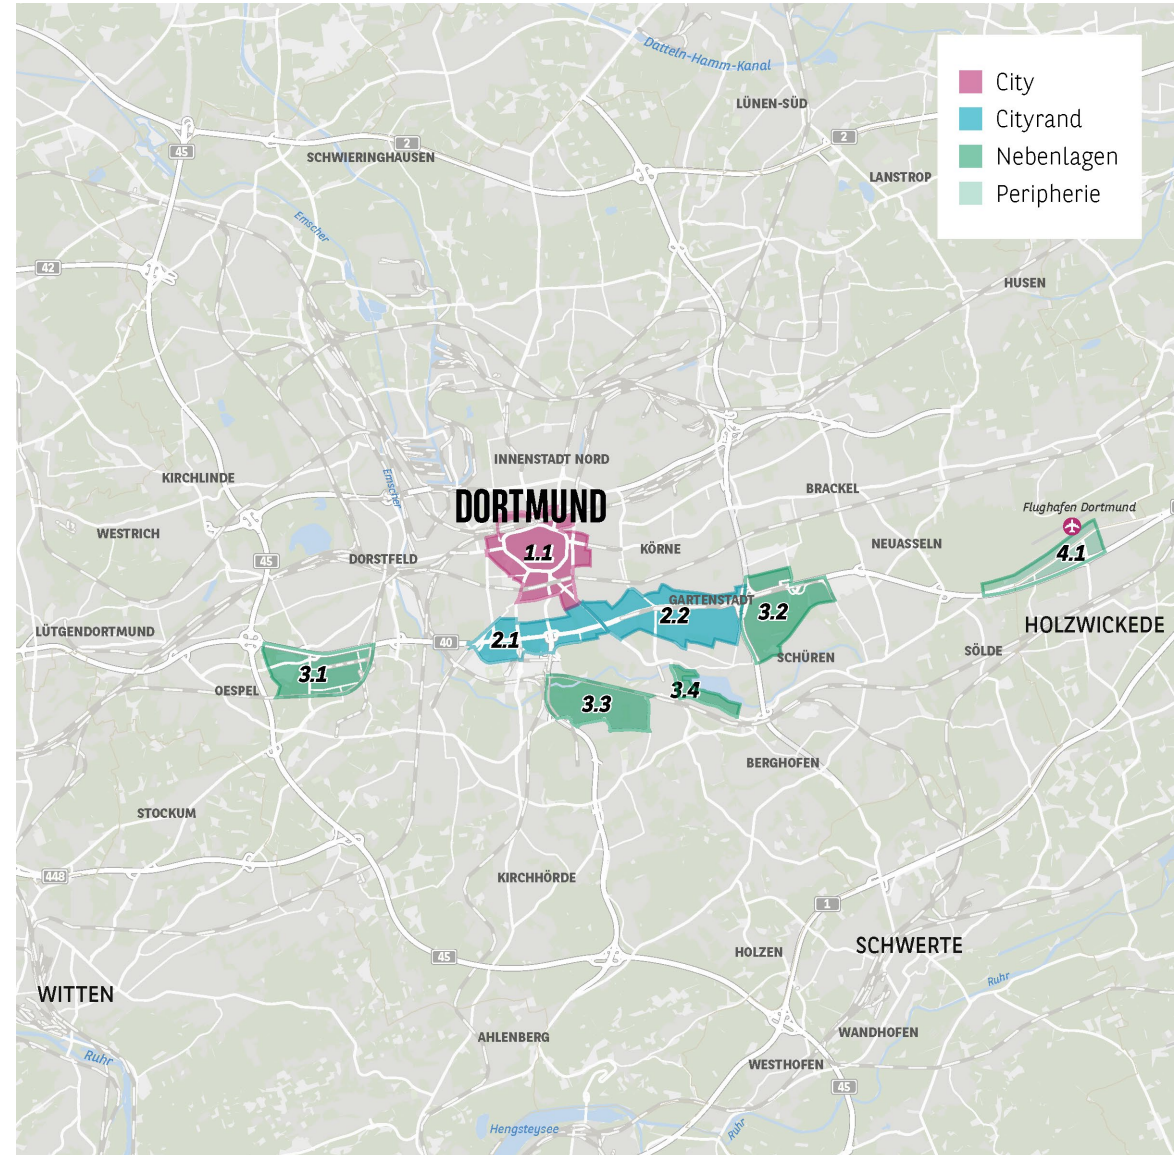 Datteln-Hamm-Kanal
City
Cityrand
Nebenlagen
Peripherie
LÜNEN-SÜD
2
2
45
SCHWIERINGHAUSEN
LANSTROP
Emscher
42
HUSEN
INNENSTADT NORD
KIRCHLINDE
Emscher
BRACKEL
DORTMUND
Flughafen Dortmund
WESTRICH
1.1
KÖRNE
NEUASSELN
4.1
45
DORSTFELD
GARTENSTADT
2.2
3.2
HOLZWICKEDE
LÜTGENDORTMUND
40
2.1
SÖLDE
SCHÜREN
3.1
OESPEL
3.3
3.4
BERGHOFEN
STOCKUM
448
KIRCHHÖRDE
1
HOLZEN
SCHWERTE
45
Ruhr
WITTEN
WANDHOFEN
AHLENBERG
Ruhr
WESTHOFEN
45
Hengsteysee
Ruhr